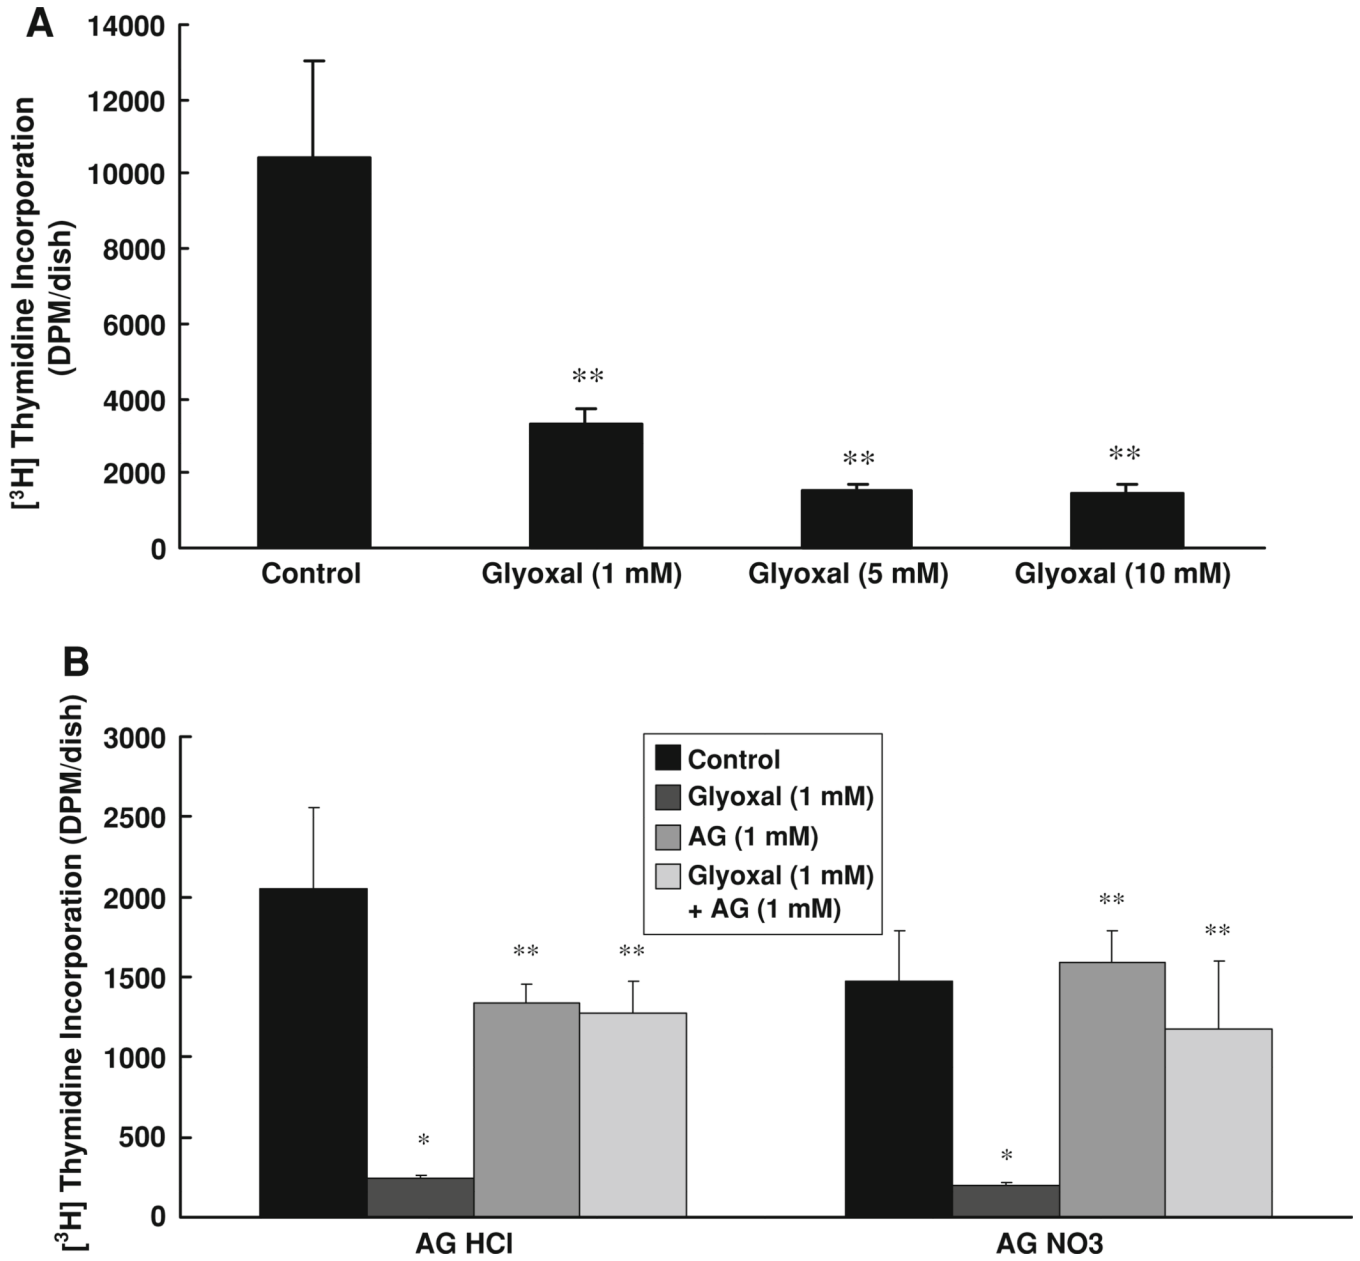 A
[³H] Thymidine Incorporation
(DPM/dish)
14000
12000
10000
8000
6000
4000
2000
0
**
**
**
Control
Glyoxal (1 mM)
Glyoxal (5 mM)
Glyoxal (10 mM)
B
[³H] Thymidine Incorporation (DPM/dish)
3000
2500
2000
1500
1000
500
0
Control
Glyoxal (1 mM)
AG (1 mM)
Glyoxal (1 mM)
+ AG (1 mM)
*
**
**
*
**
**
AG HCl
AG NO3